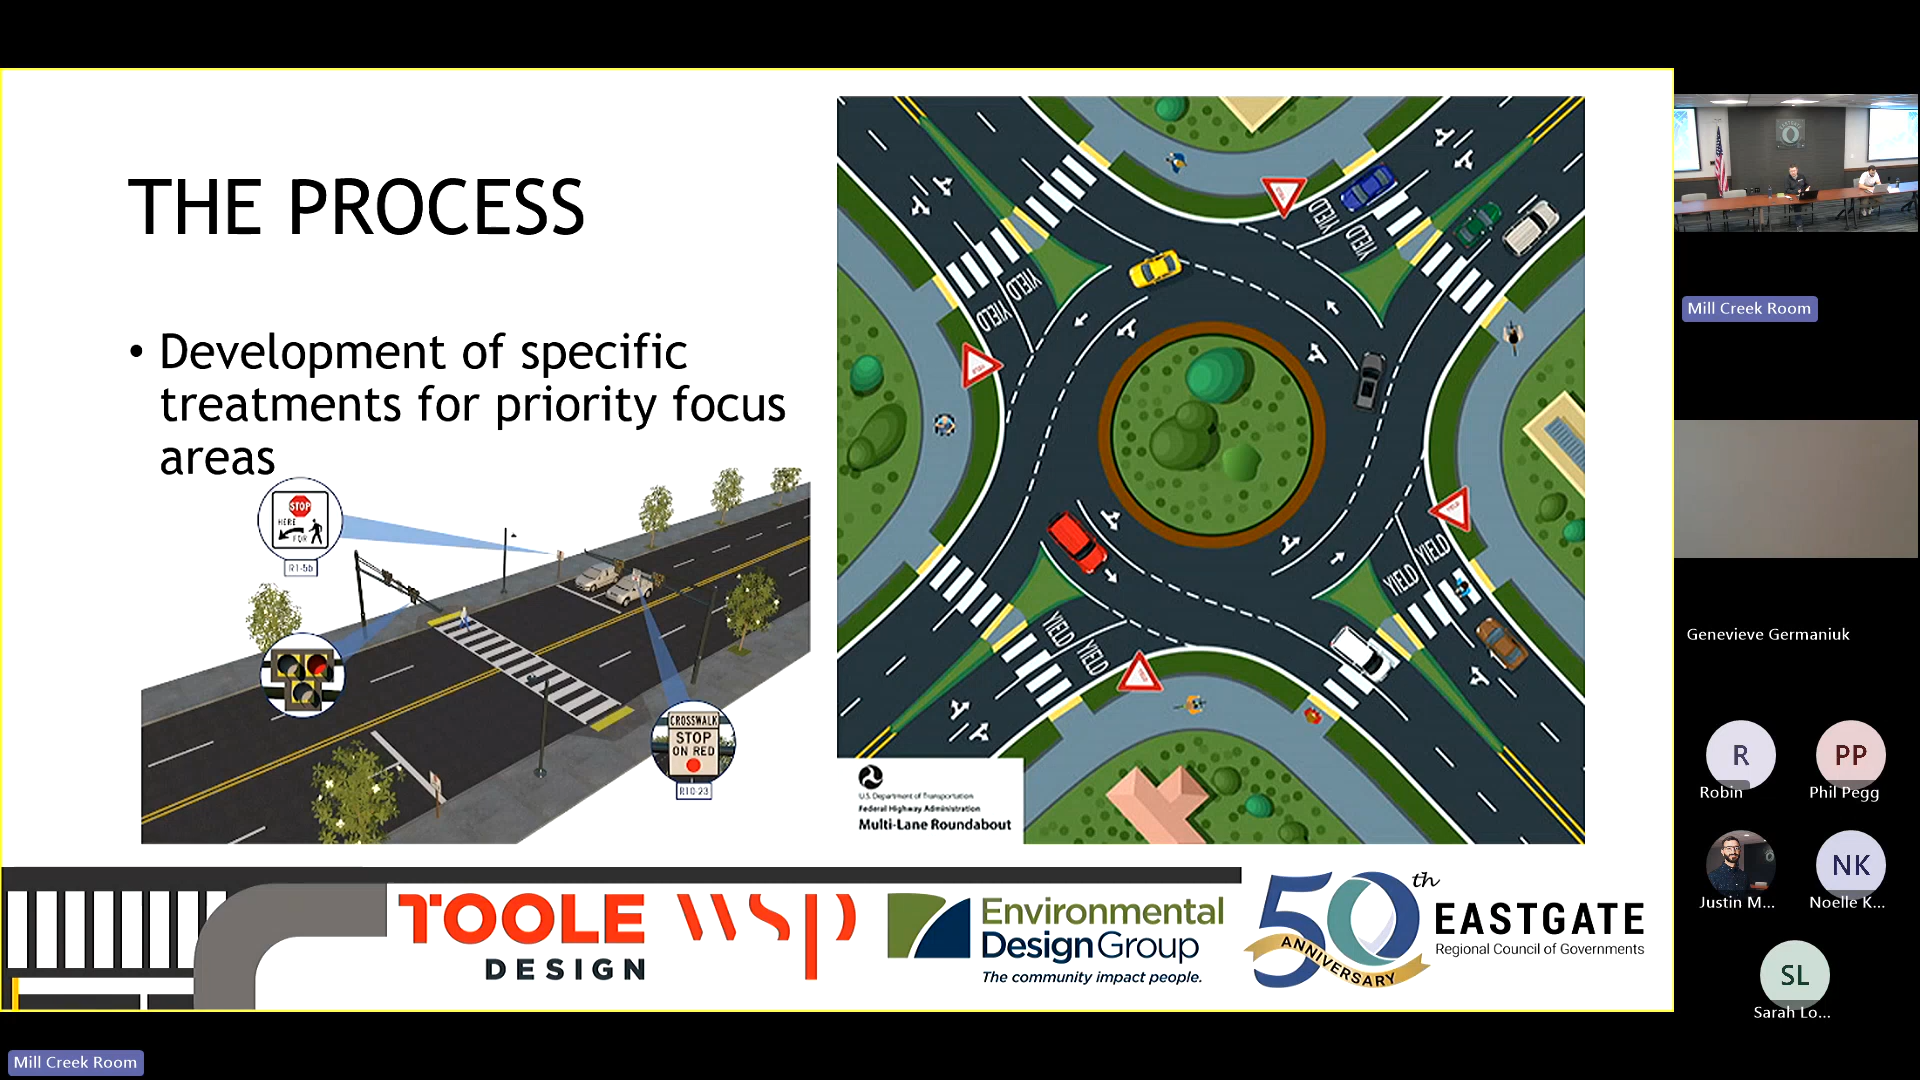 THE PROCESS
• Development of specific
treatments for priority focus
areas
STOP
HERE
FOR
R1-5b
CROSSWALK
STOP
ON RED
R10-23
YIELD
YIELD
YIELD
YIELD
YIELD
YIELD
YIELD
YIELD
U.S. Department of Transportation
Federal Highway Administration
Multi-Lane Roundabout
TOOLE
DESIGN
wsp
Environmental
Design Group
The community impact people.
50th
ANNIVERSARY
EASTGATE
Regional Council of Governments
Mill Creek Room
Genevieve Germaniuk
R
Robin
PP
Phil Pegg
Justin M...
NK
Noelle K...
SL
Sarah Lo...
Mill Creek Room